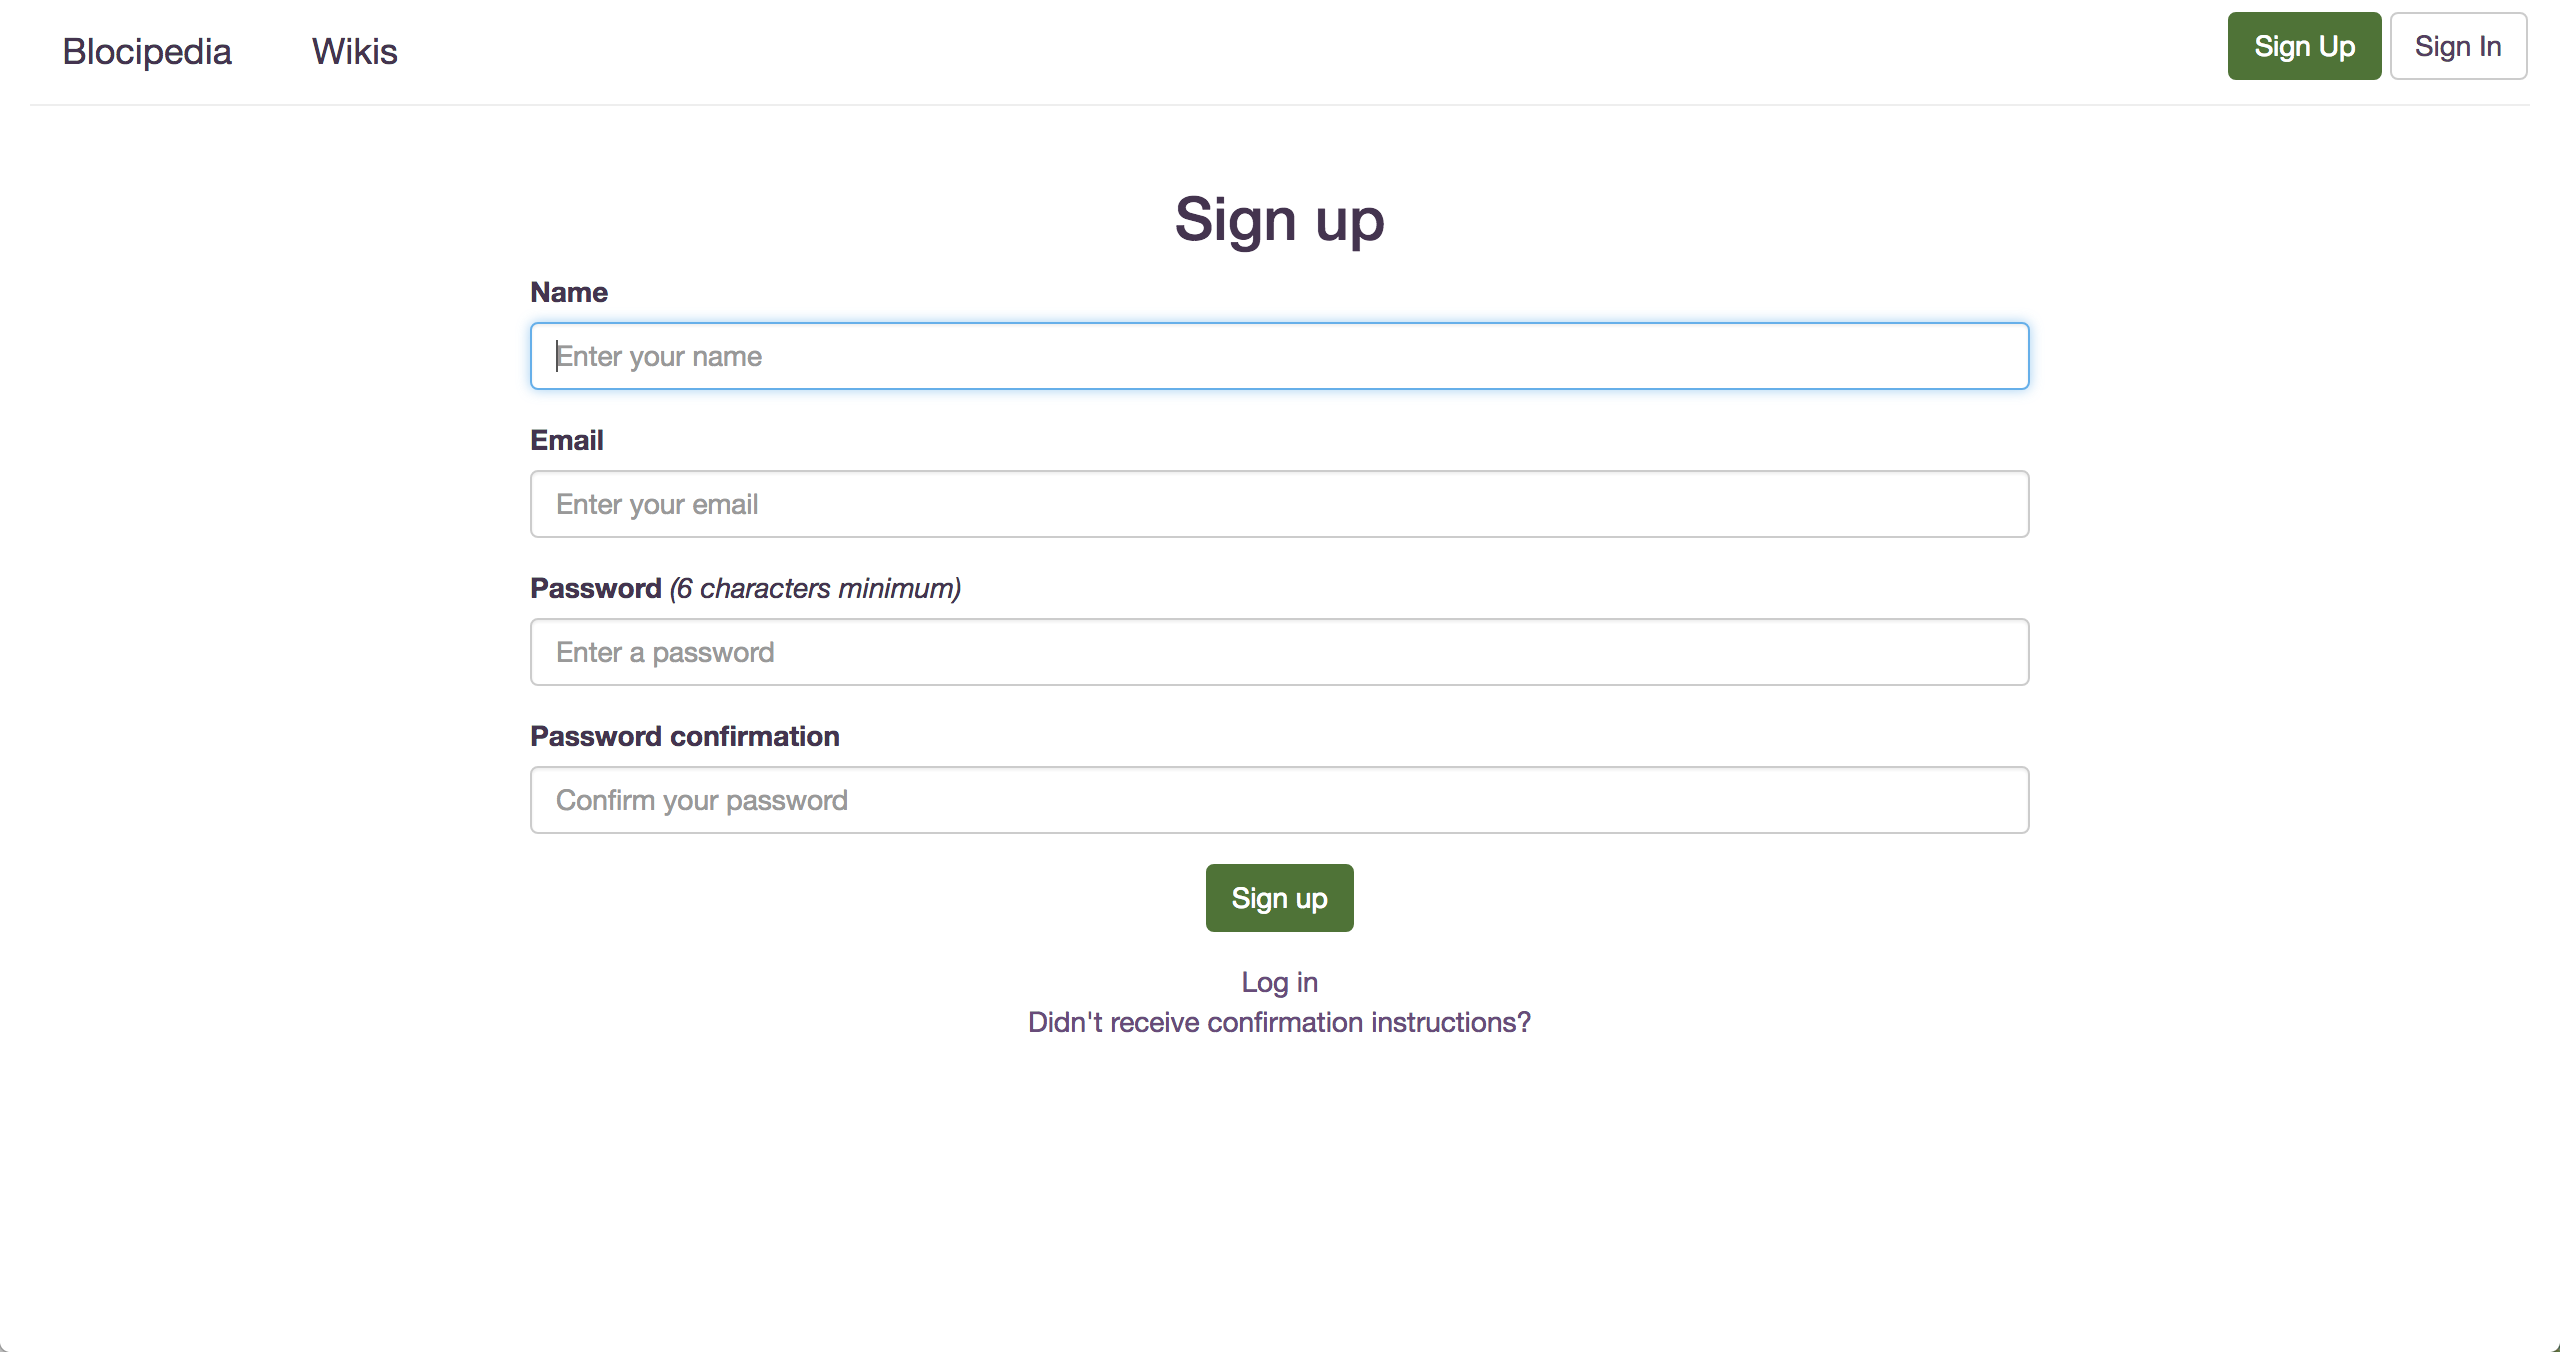 Blocipedia Wikis Sign Up Sign In
Sign up
Name
Enter your name
Email
Enter your email
Password (6 characters minimum)
Enter a password
Password confirmation
Confirm your password
Sign up
Log in
Didn't receive confirmation instructions?